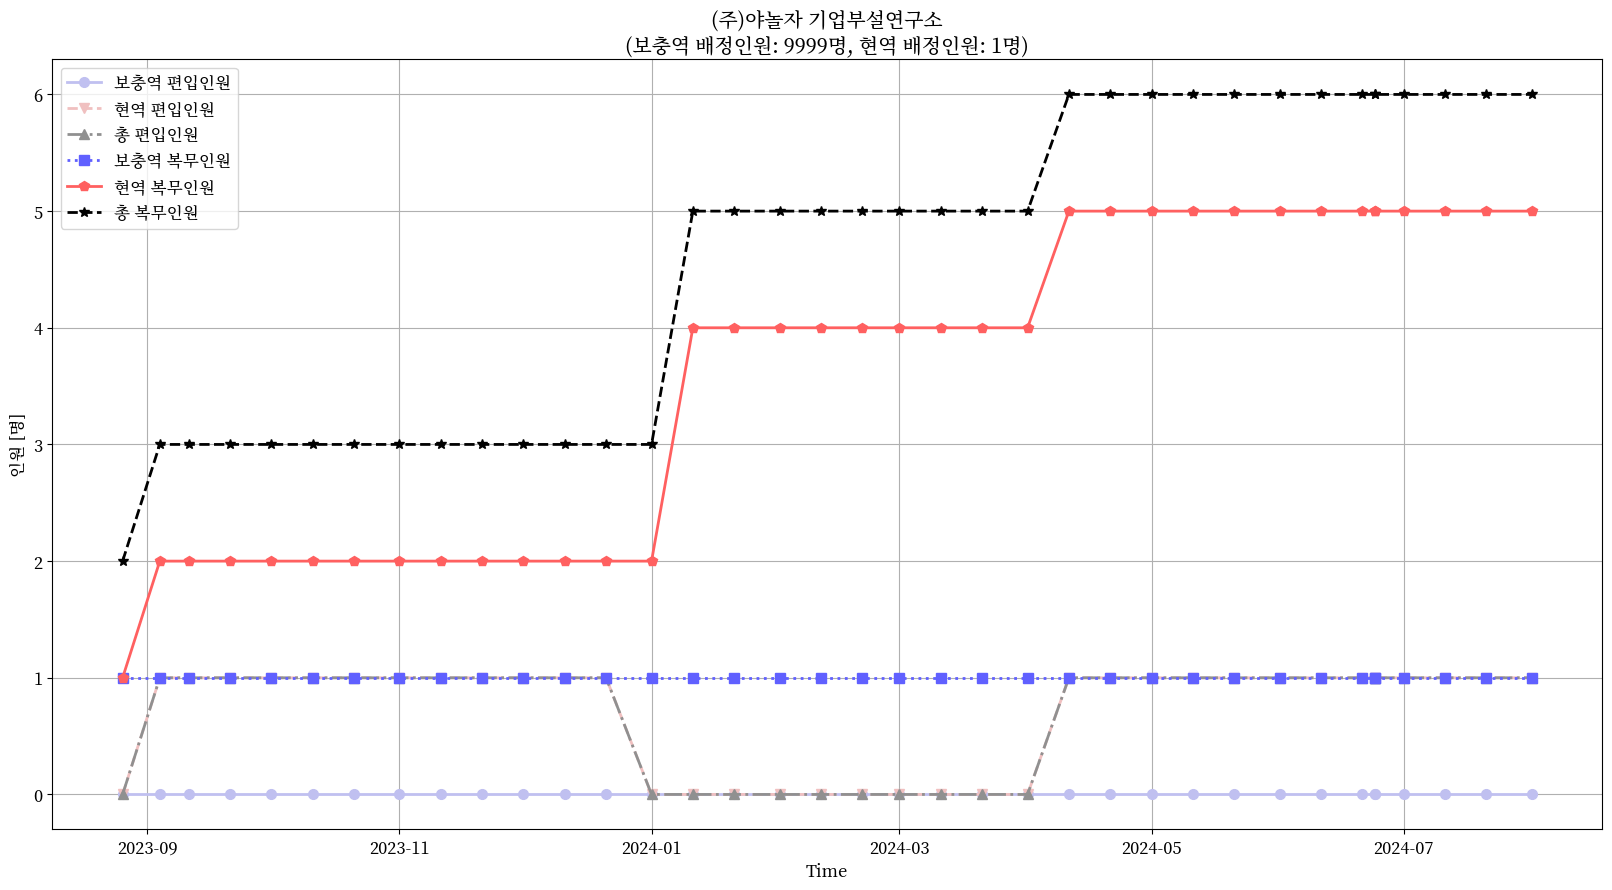 (주)야놀자 기업부설연구소
(보충역 배정인원: 9999명, 현역 배정인원: 1명)
보충역 편입인원
현역 편입인원
총 편입인원
보충역 복무인원
현역 복무인원
총 복무인원
인원 [명]
6
5
4
3
2
1
0
2023-09 2023-11 2024-01 2024-03 2024-05 2024-07
Time